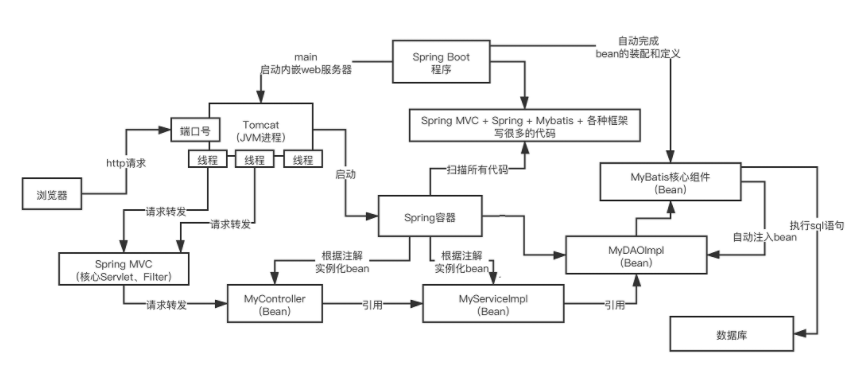 自动完成
bean的装配和定义
main
启动内嵌web服务器
Spring Boot
程序
端口号
Tomcat
（JVM进程）
Spring MVC + Spring + Mybatis + 各种框架
写很多的代码
http请求
线程
线程
线程
启动
扫描所有代码
MyBatis核心组件
（Bean）
浏览器
请求转发
请求转发
Spring容器
执行sql语句
自动注入bean
根据注解
实例化bean
根据注解
实例化bean
MyDAOImpl
（Bean）
Spring MVC
（核心Servlet、Filter）
请求转发
MyController
（Bean）
引用
MyServiceImpl
（Bean）
引用
数据库